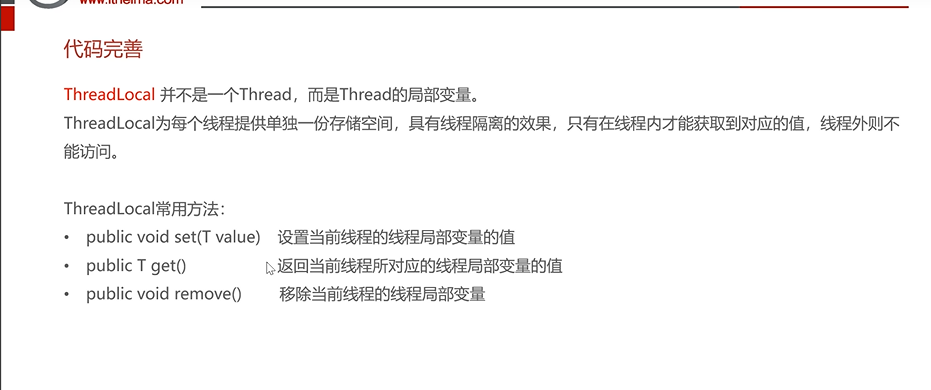 www.itheima.com
代码完善
ThreadLocal 并不是一个Thread，而是Thread的局部变量。
ThreadLocal为每个线程提供单独一份存储空间，具有线程隔离的效果，只有在线程内才能获取到对应的值，线程外则不
能访问。
ThreadLocal常用方法：
• public void set(T value) 设置当前线程的线程局部变量的值
• public T get() 返回当前线程所对应的线程局部变量的值
• public void remove() 移除当前线程的线程局部变量